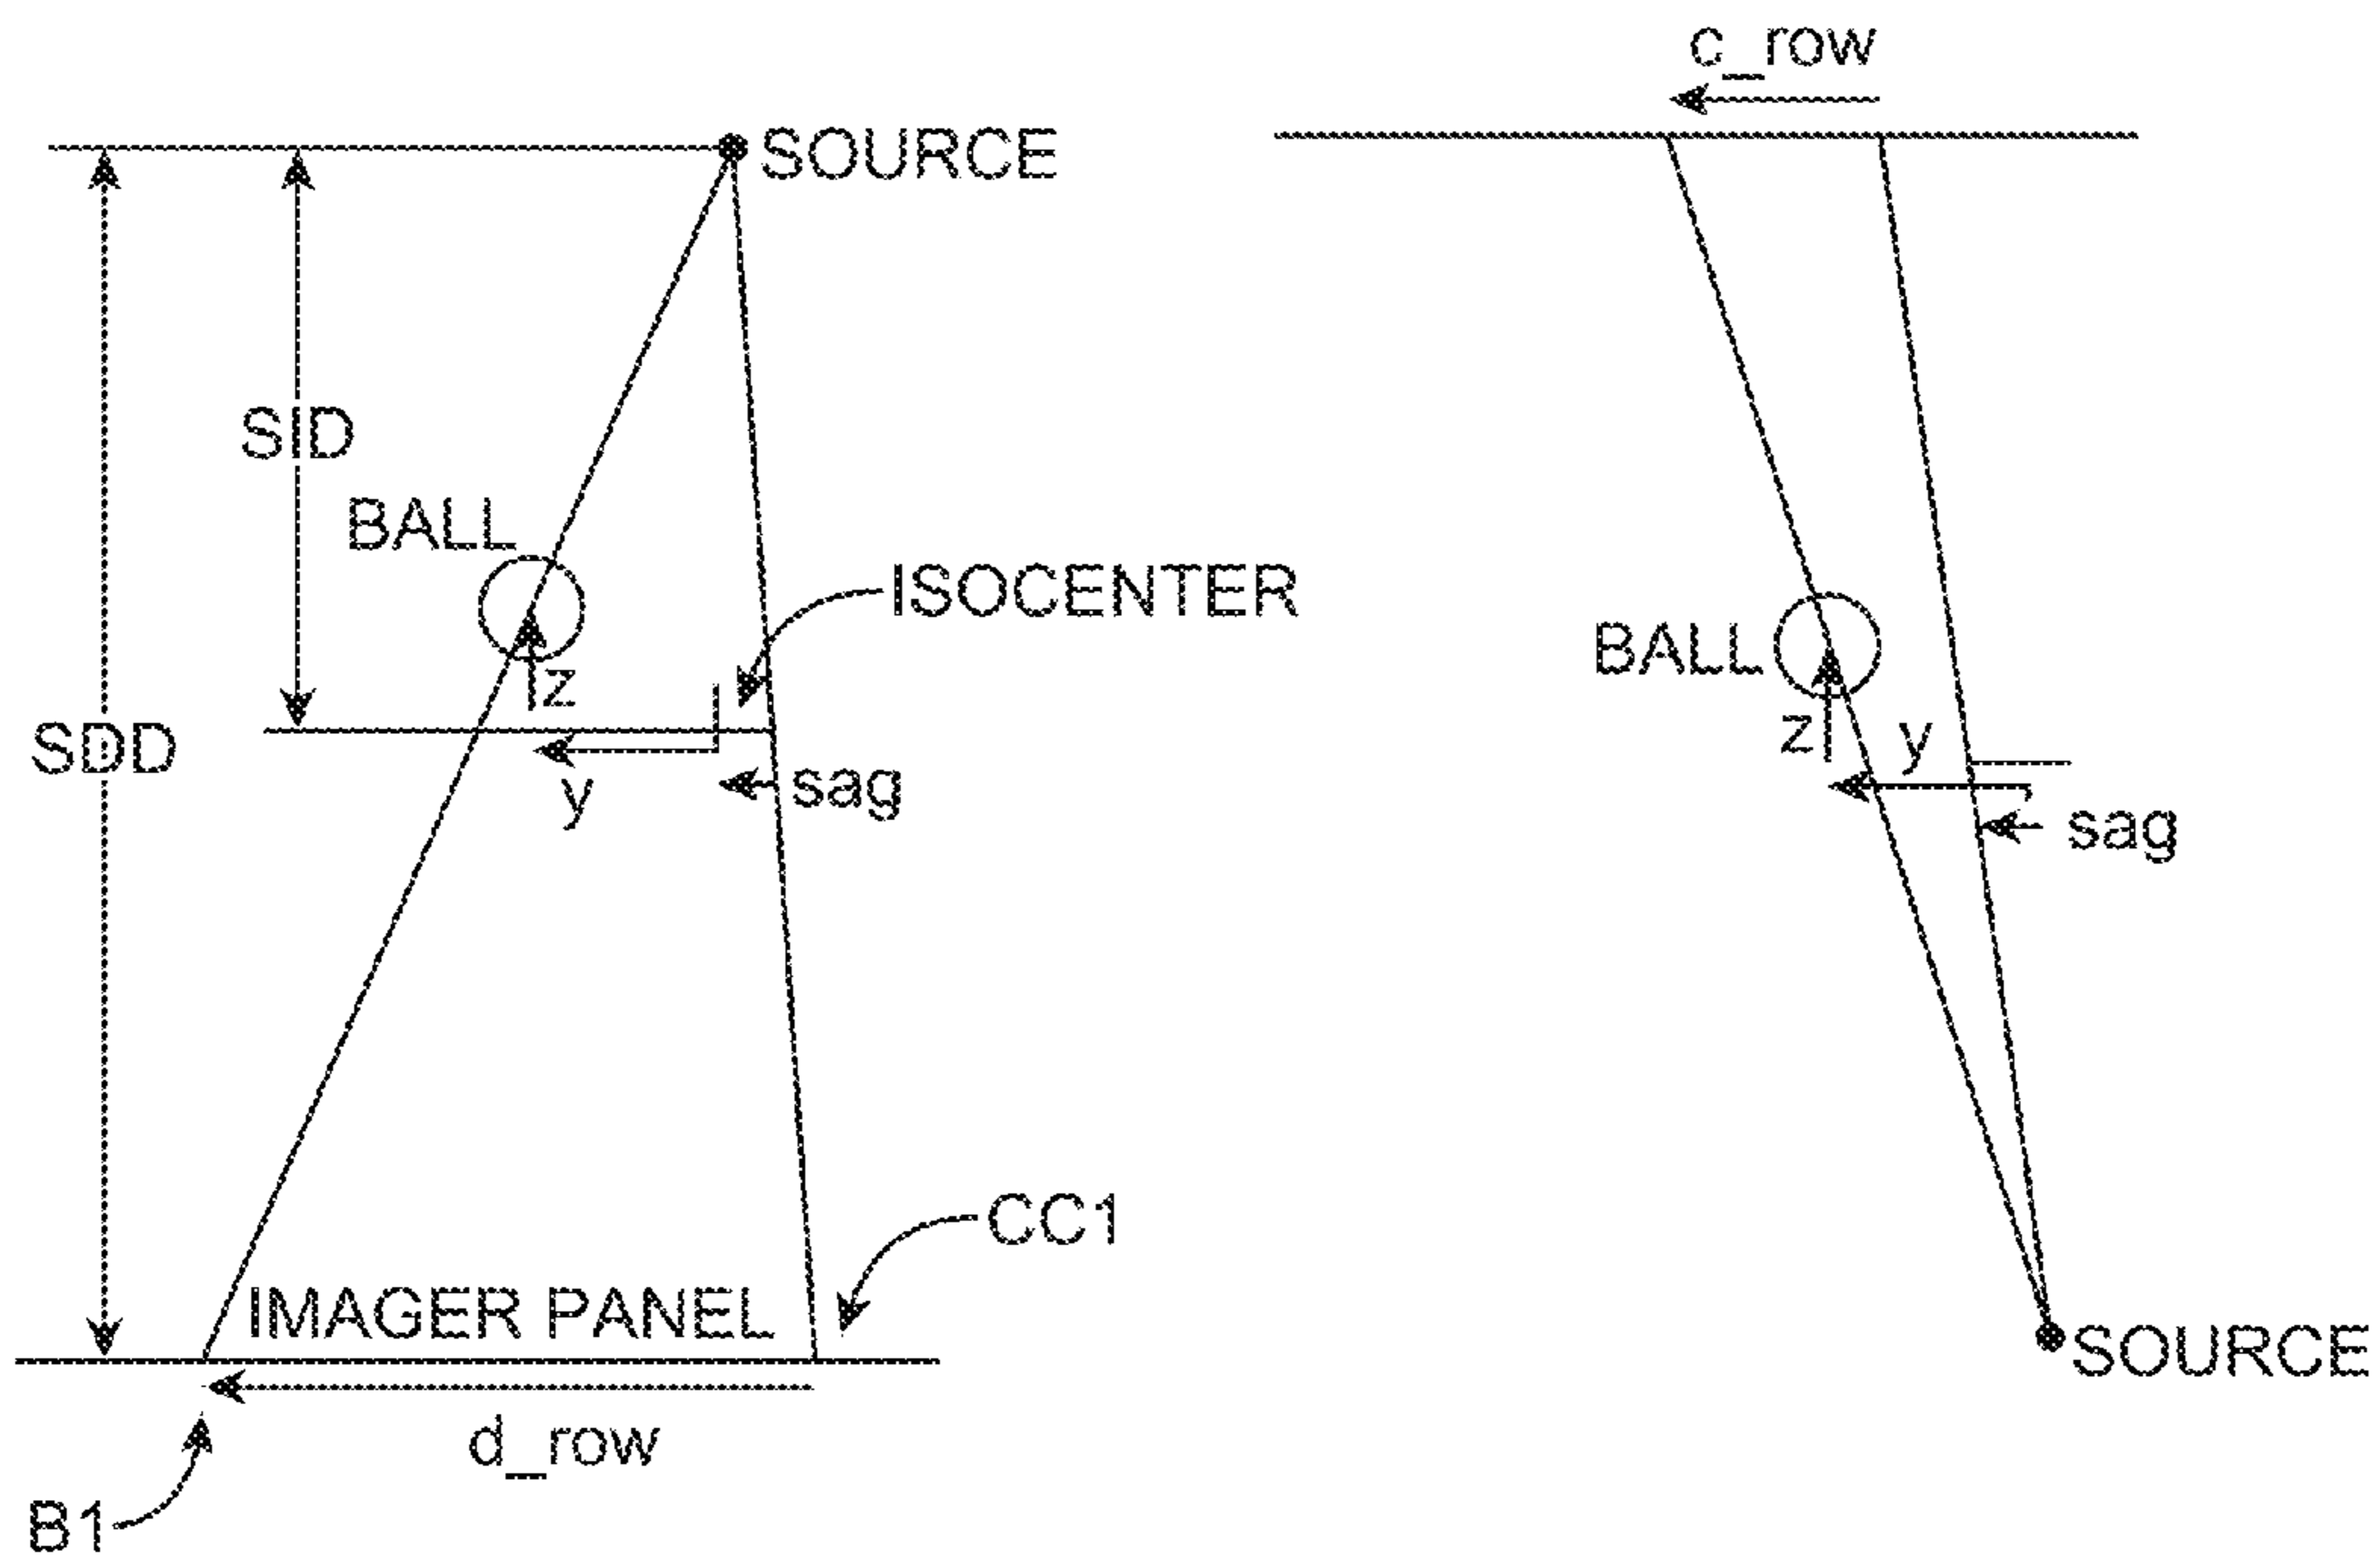 c_row
SOURCE
SID
BALL
ISOCENTER
BALL
z
z
y
SDD
y
sag
sag
CC1
IMAGER PANEL
SOURCE
d_row
B1